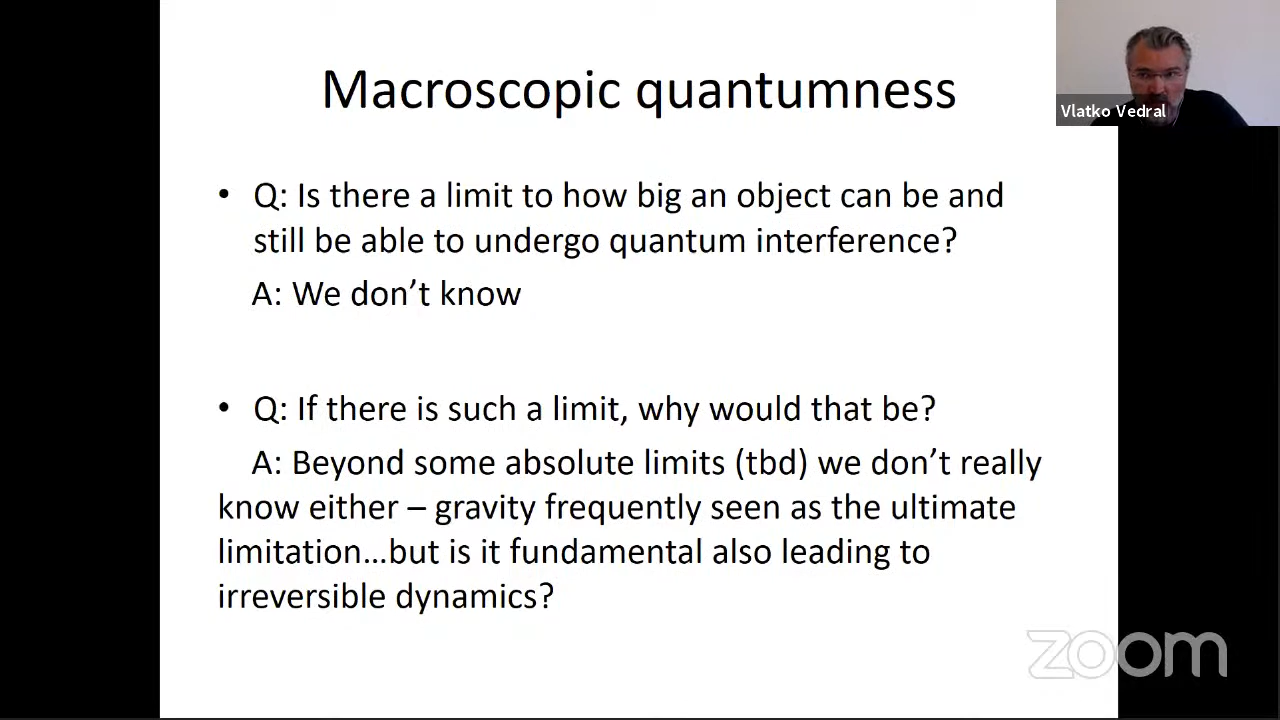 Macroscopic quantumness
Vlatko Vedral
• Q: Is there a limit to how big an object can be and
still be able to undergo quantum interference?
A: We don’t know
• Q: If there is such a limit, why would that be?
A: Beyond some absolute limits (tbd) we don’t really
know either – gravity frequently seen as the ultimate
limitation…but is it fundamental also leading to
irreversible dynamics?
zoom